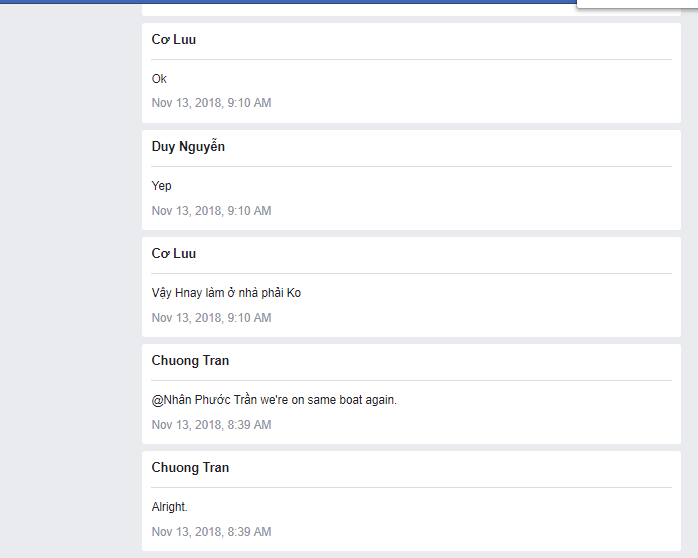 Cơ Luu
Ok
Nov 13, 2018, 9:10 AM
Duy Nguyễn
Yep
Nov 13, 2018, 9:10 AM
Cơ Luu
Vậy Hnay làm ở nhà phải Ko
Nov 13, 2018, 9:10 AM
Chuong Tran
@Nhân Phước Trần we're on same boat again.
Nov 13, 2018, 8:39 AM
Chuong Tran
Alright.
Nov 13, 2018, 8:39 AM